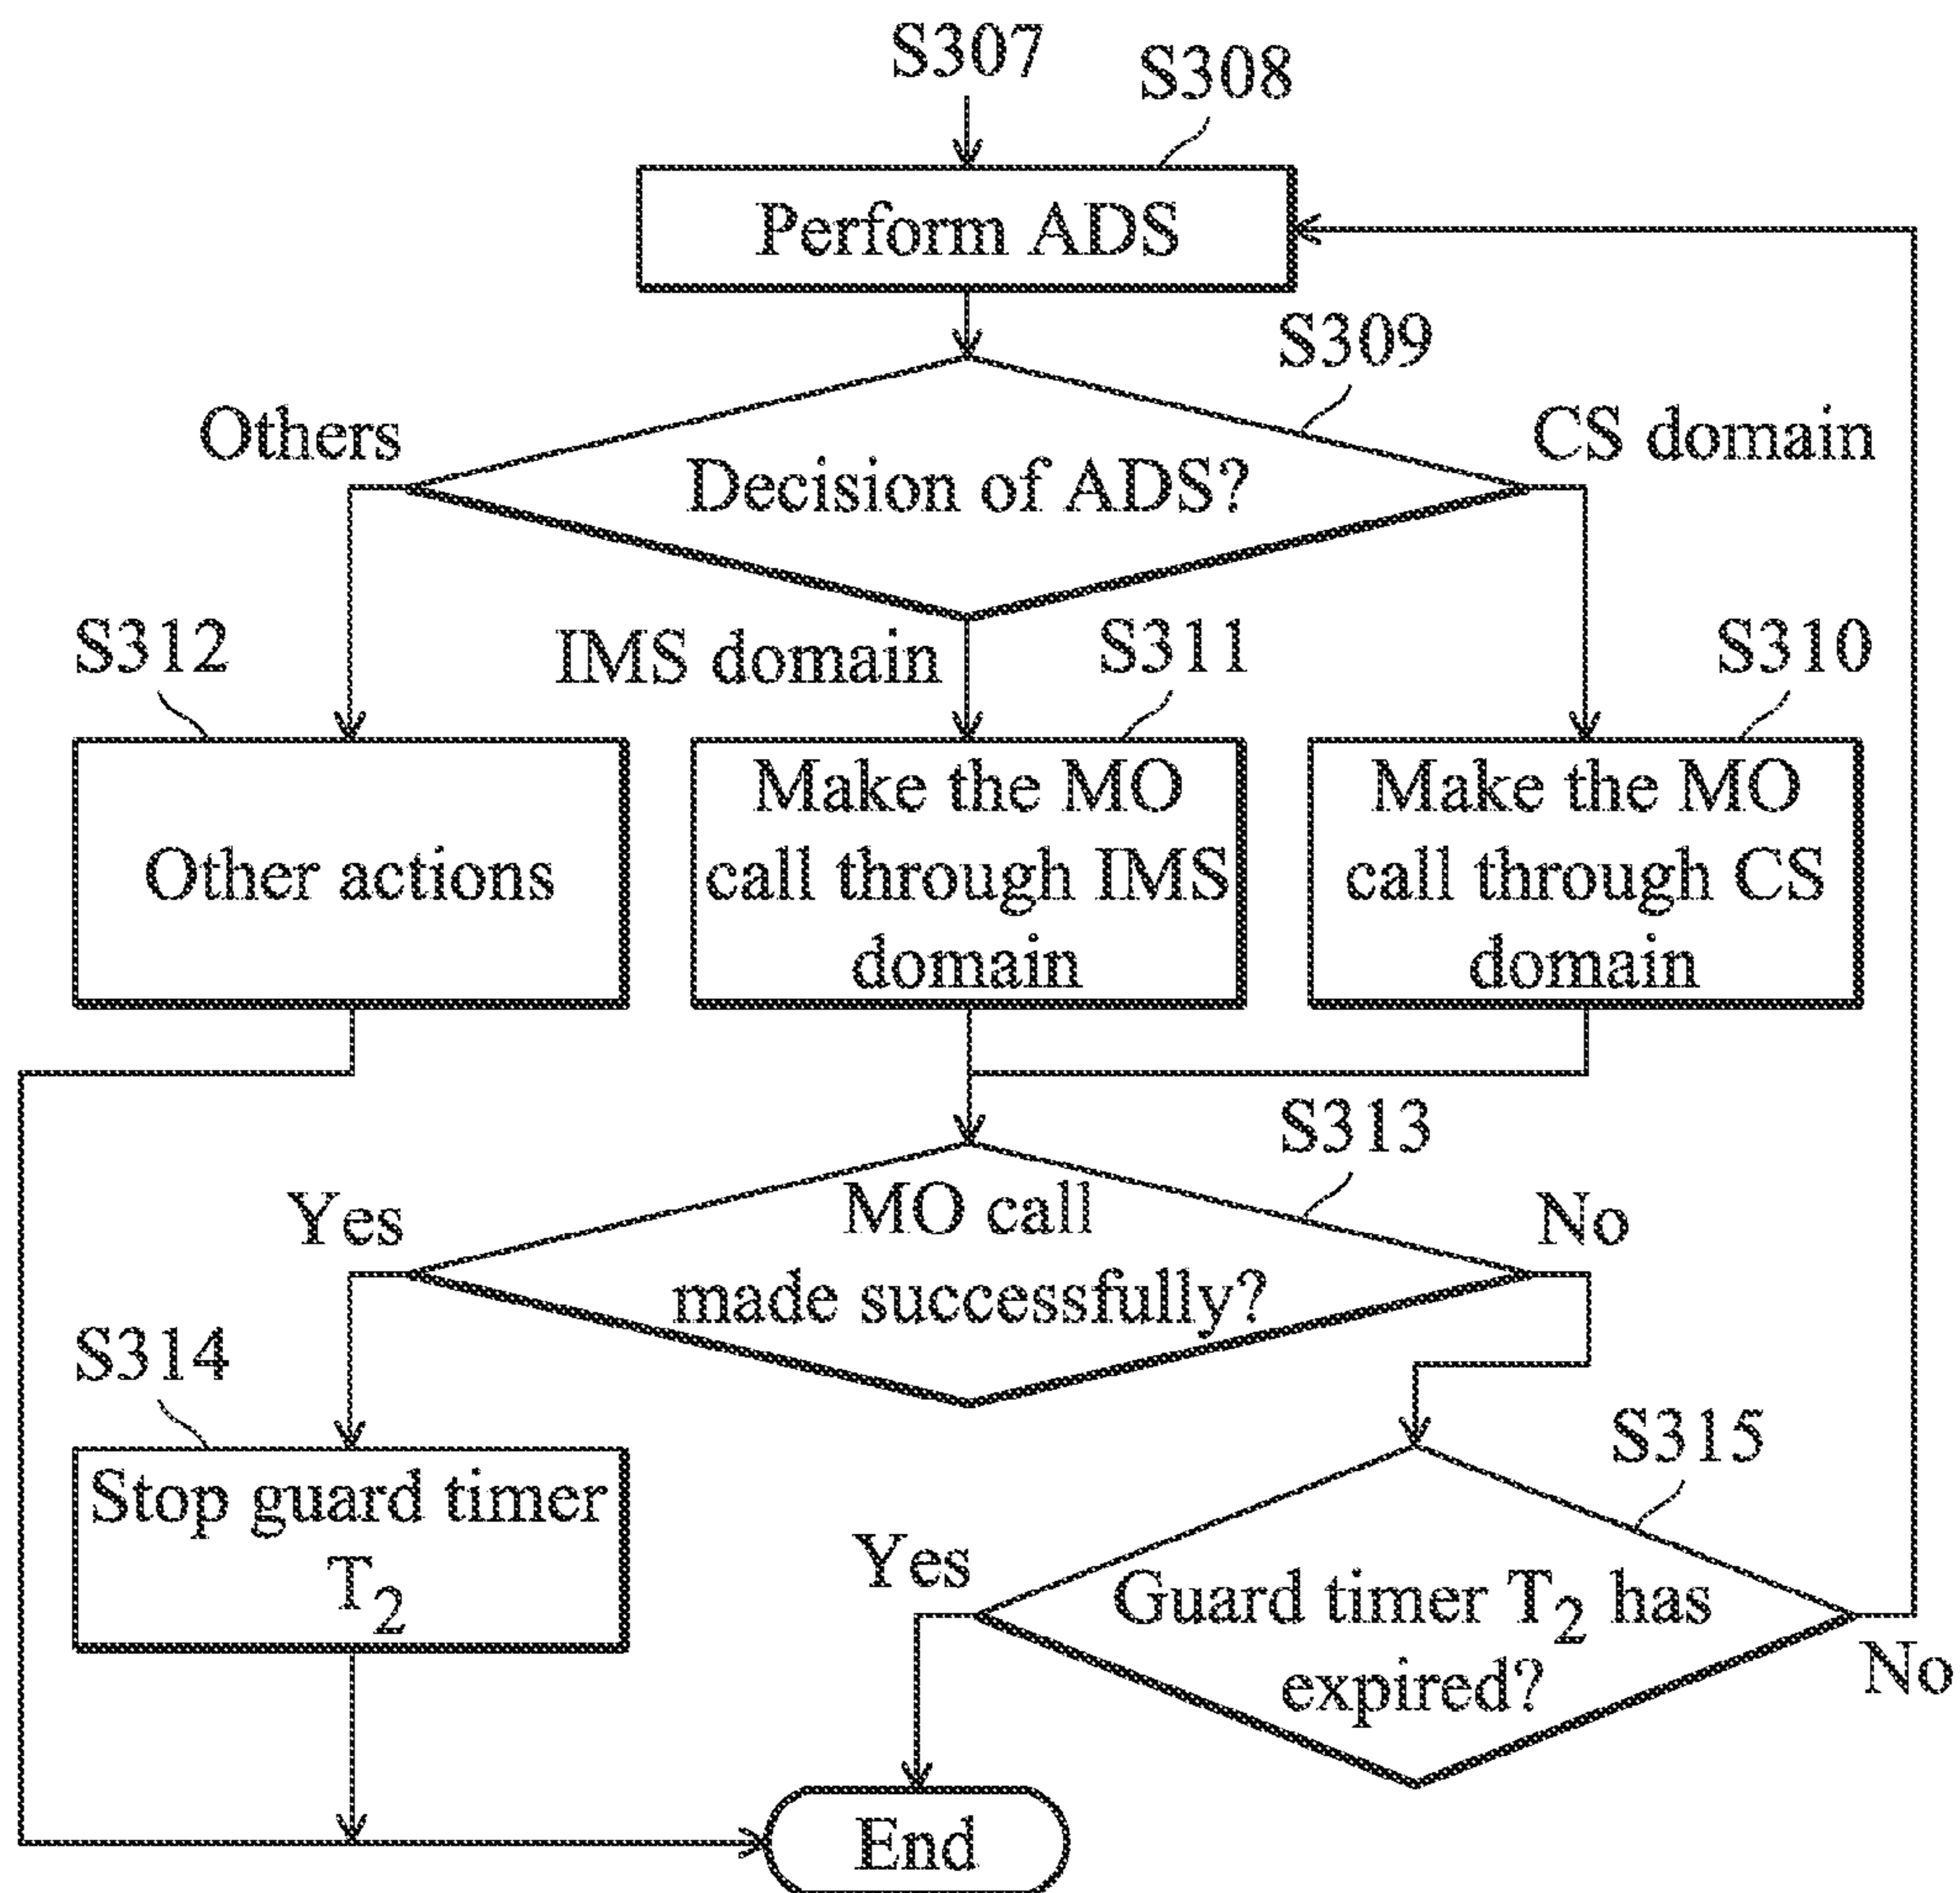 S307
S308
Perform ADS
S309
Others
CS domain
Decision of ADS?
S312
IMS domain
S311
S310
Other actions
Make the MO
call through IMS
domain
Make the MO
call through CS
domain
S313
Yes
MO call
made successfully?
No
S314
S315
Stop guard timer
T2
Yes
Guard timer T2 has
expired?
No
End